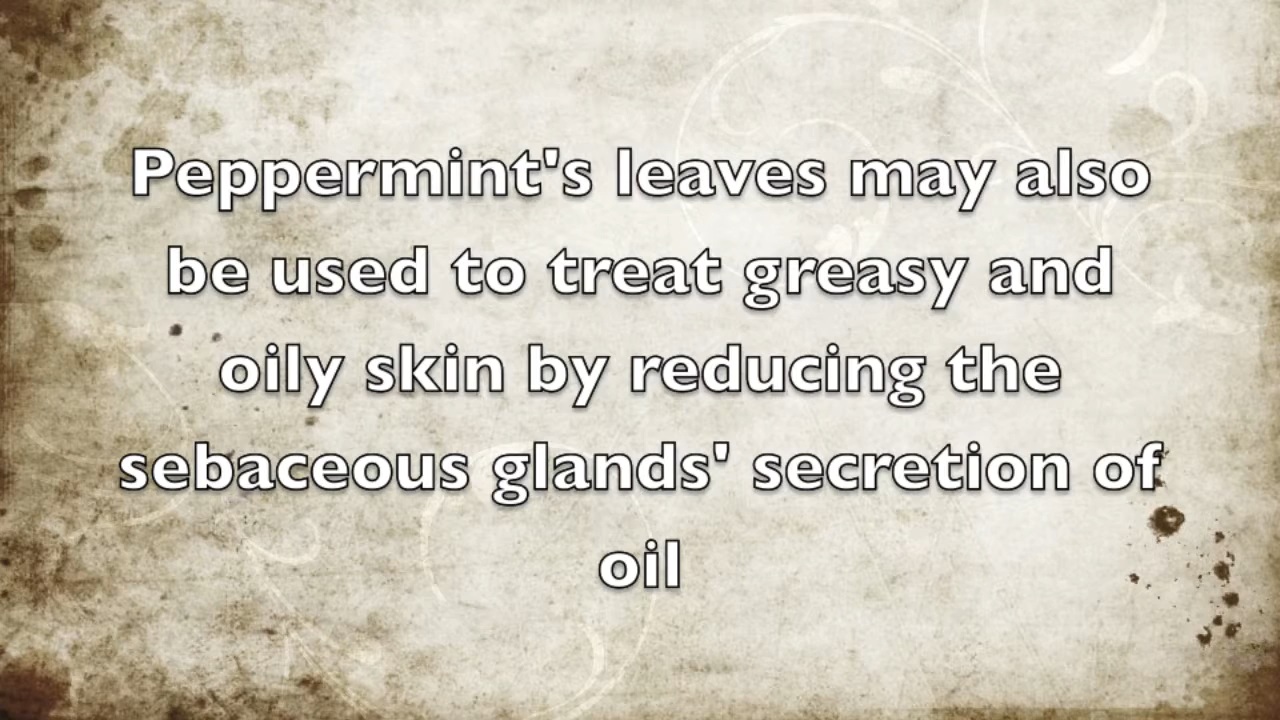 Peppermint's leaves may also
be used to treat greasy and
oily skin by reducing the
sebaceous glands' secretion of
oil